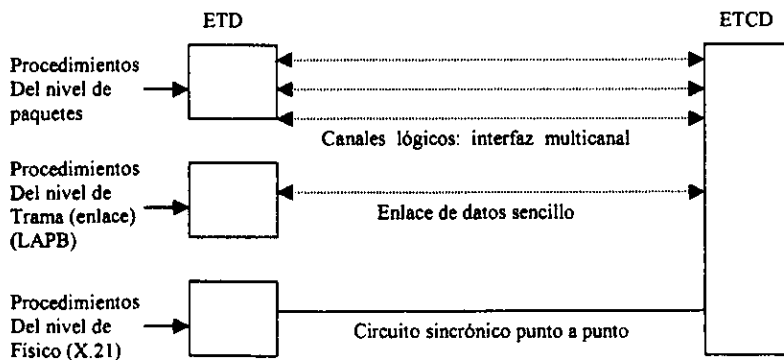 ETD
ETCD
Procedimientos
Del nivel de
paquetes
Canales lógicos: interfaz multicanal
Procedimientos
Del nivel de
Trama (enlace)
(LAPB)
Enlace de datos sencillo
Procedimientos
Del nivel de
Físico (X.21)
Circuito sincrónico punto a punto